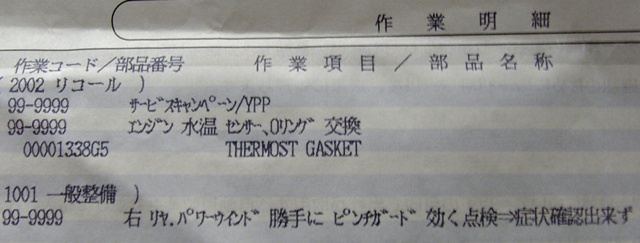 作業明細
作業コード／部品番号 作業項目／部品名称
( 2002 リコール )
99-9999 ｻｰﾋﾞｽｷｬﾝﾍﾟｰﾝ/YPP
99-9999 ｴﾝｼﾞﾝ 水温 ｾﾝｻｰ､Oﾘﾝｸﾞ 交換
00001338G5 THERMOST GASKET
1001 一般整備 )
99-9999 右 ﾘﾔ.ﾊﾟﾜｰｳｲﾝﾄﾞ 勝手に ﾋﾟﾝﾁｶﾞｰﾄﾞ 効く点検⇒症状確認出来ず